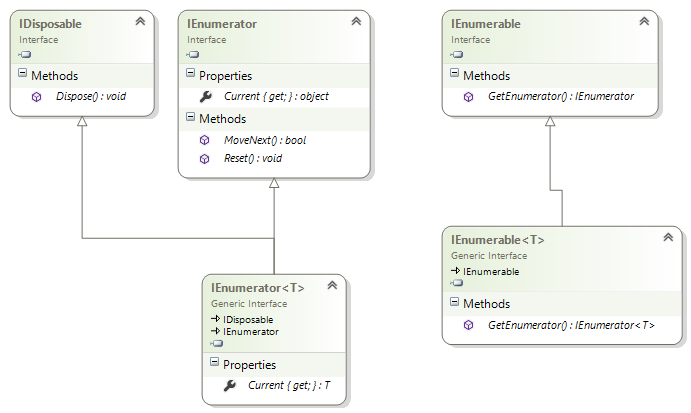 IDisposable
Interface
Methods
Dispose() : void
IEnumerator
Interface
Properties
Current { get; } : object
Methods
MoveNext() : bool
Reset() : void
IEnumerable
Interface
Methods
GetEnumerator() : IEnumerator
IEnumerator<T>
Generic Interface
IDisposable
IEnumerator
Properties
Current { get; } : T
IEnumerable<T>
Generic Interface
IEnumerable
Methods
GetEnumerator() : IEnumerator<T>